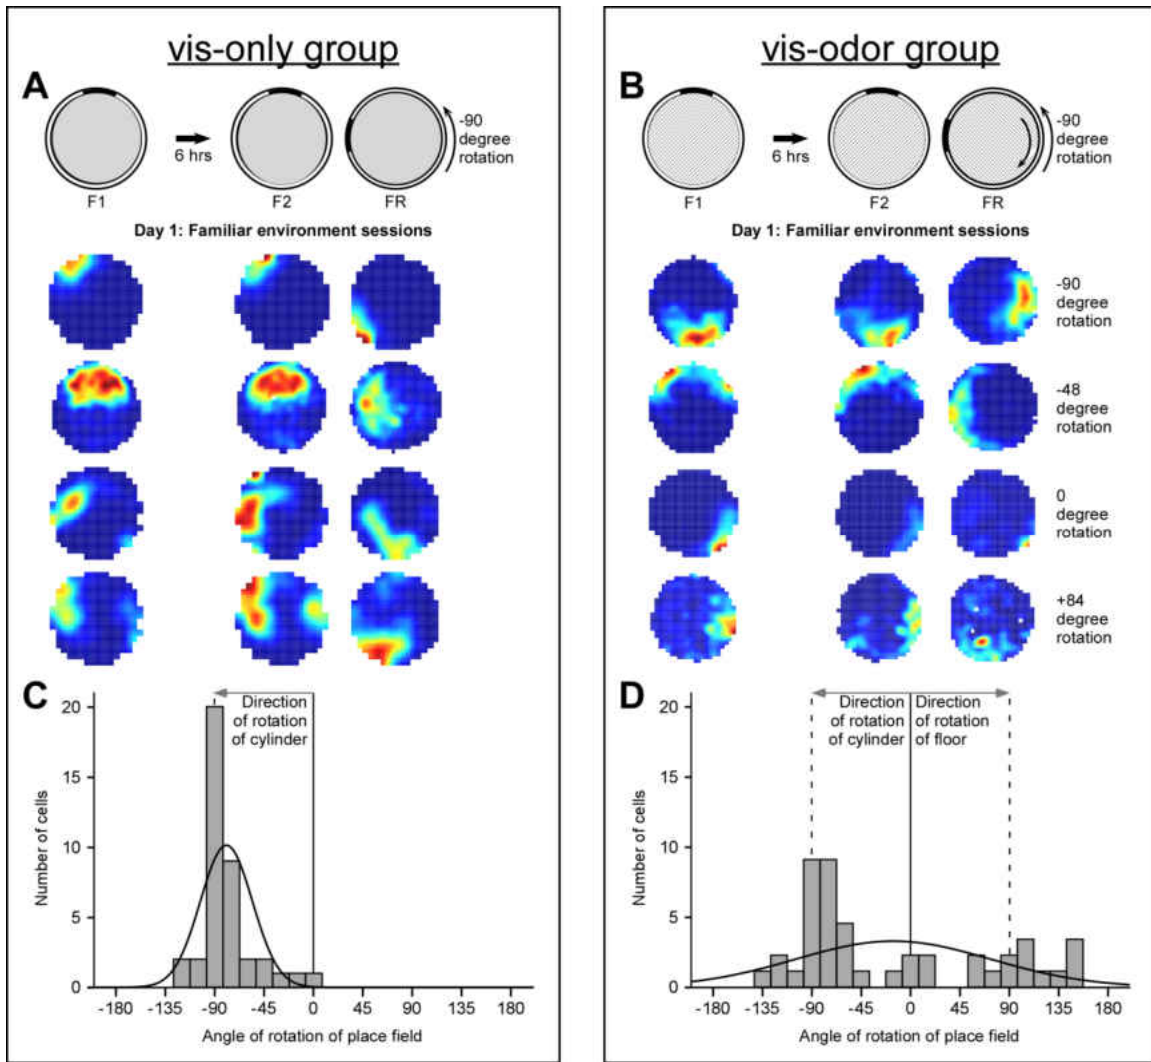 vis-only group
A
6 hrs
-90
degree
rotation
F1
F2
FR
Day 1: Familiar environment sessions
C
Direction
of rotation
of cylinder
20
15
10
5
0
Number of cells
-180
-135
-90
-45
0
45
90
135
180
Angle of rotation of place field
vis-odor group
B
6 hrs
-90
degree
rotation
F1
F2
FR
Day 1: Familiar environment sessions
-90
degree
rotation
-48
degree
rotation
0
degree
rotation
+84
degree
rotation
D
Direction
of rotation
of cylinder
Direction
of rotation
of floor
20
15
10
5
0
Number of cells
-180
-135
-90
-45
0
45
90
135
180
Angle of rotation of place field